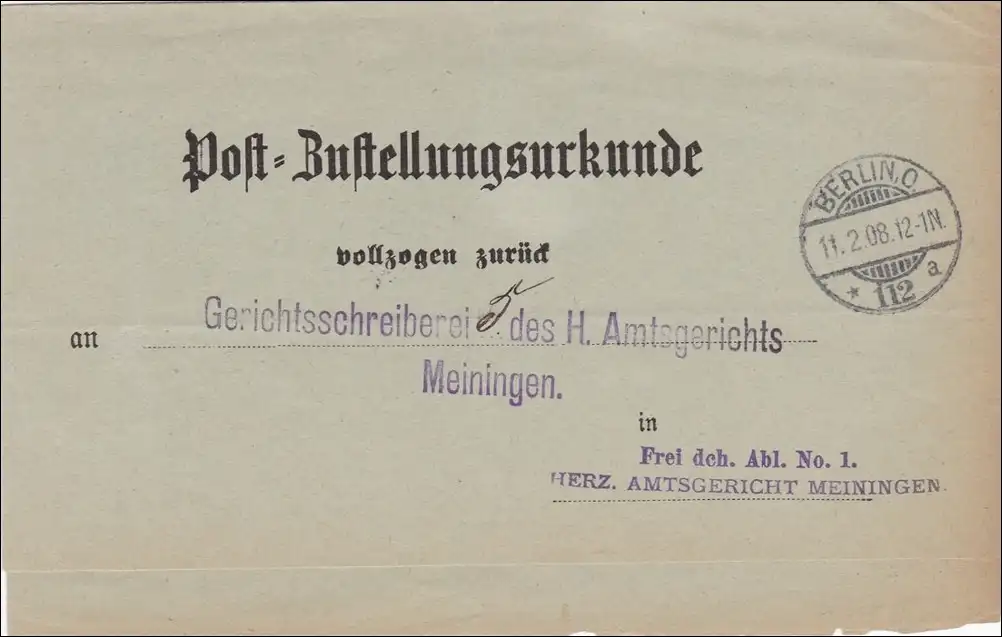 Post-Zustellungsurkunde
BERLIN, O.
11.2.08.12-1N.
* 112 a
vollzogen zurück
an Gerichtsschreiberei 5 des H. Amtsgerichts
Meiningen.
in
Frei dch. Abl. No. 1.
HERZ. AMTSGERICHT MEININGEN